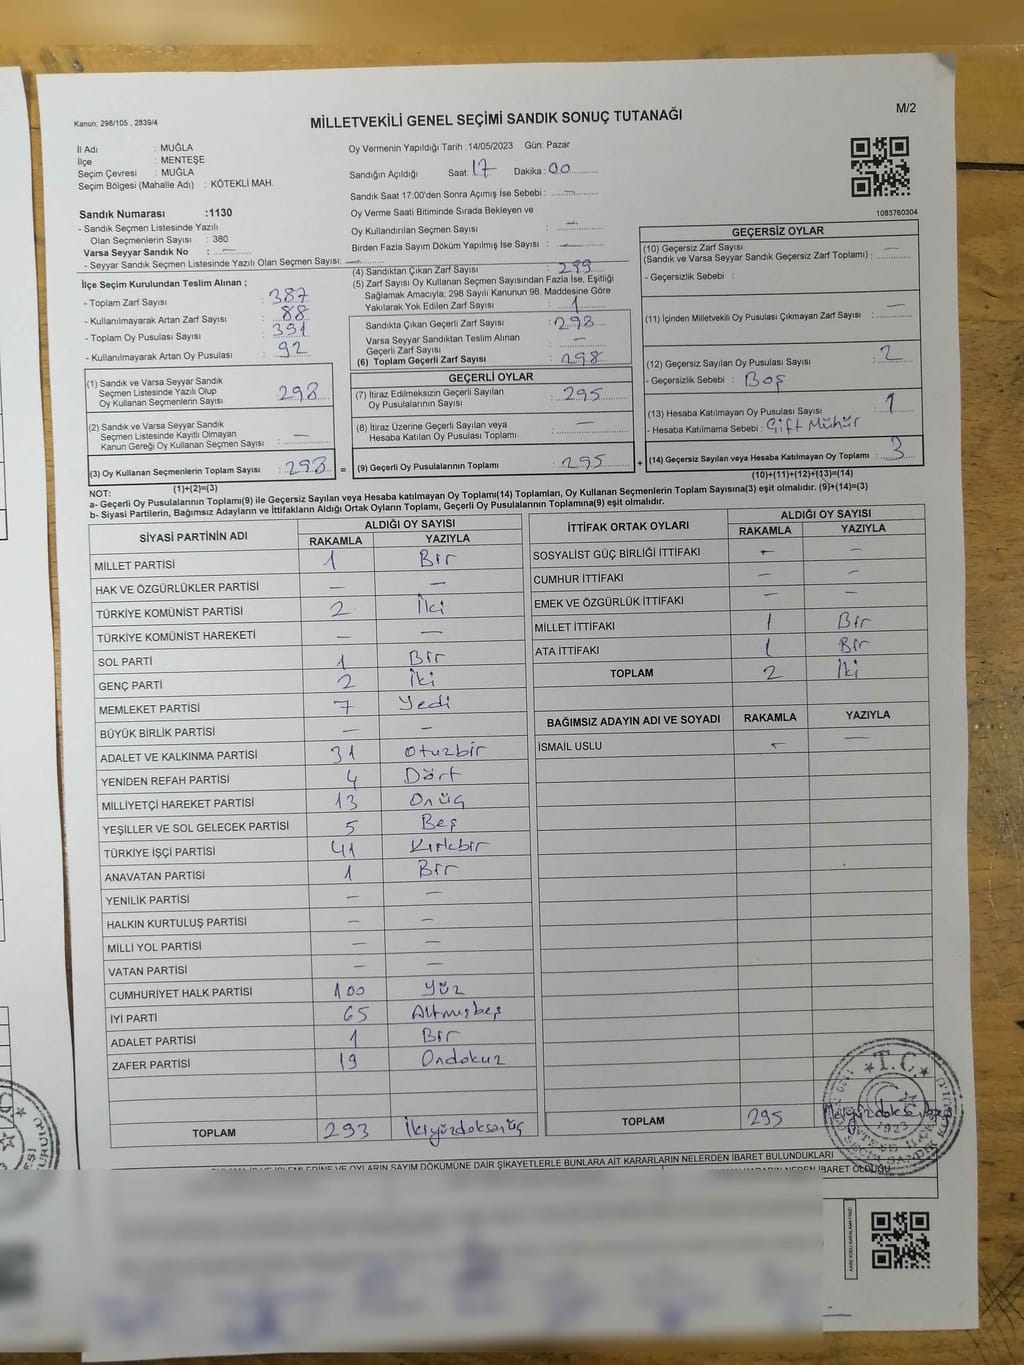 Kanun; 298/105 , 2839/4
M/2
MİLLETVEKİLİ GENEL SEÇİMİ SANDIK SONUÇ TUTANAĞI
İl Adı : MUĞLA
İlçe : MENTEŞE
Seçim Çevresi : MUĞLA
Seçim Bölgesi (Mahalle Adı) : KÖTEKLİ MAH.
Sandık Numarası :1130
- Sandık Seçmen Listesinde Yazılı
Olan Seçmenlerin Sayısı : 380
Varsa Seyyar Sandık No : —
- Seyyar Sandık Seçmen Listesinde Yazılı Olan Seçmen Sayısı: —
Oy Vermenin Yapıldığı Tarih :14/05/2023 Gün: Pazar
Sandığın Açıldığı Saat: 17 Dakika: 00
Sandık Saat 17:00'den Sonra Açımış İse Sebebi : —
Oy Verme Saati Bitiminde Sırada Bekleyen ve
Oy Kullandırılan Seçmen Sayısı : —
Birden Fazla Sayım Döküm Yapılmış İse Sayısı : —
1083760304
İlçe Seçim Kurulundan Teslim Alınan ;
- Toplam Zarf Sayısı : 387
- Kullanılmayarak Artan Zarf Sayısı : 88
- Toplam Oy Pusulası Sayısı : 391
- Kullanılmayarak Artan Oy Pusulası : 92
(1) Sandık ve Varsa Seyyar Sandık
Seçmen Listesinde Yazılı Olup
Oy Kullanan Seçmenlerin Sayısı : 298
(2) Sandık ve Varsa Seyyar Sandık
Seçmen Listesinde Kayıtlı Olmayan
Kanun Gereği Oy Kullanan Seçmen Sayısı : —
(3) Oy Kullanan Seçmenlerin Toplam Sayısı : 298
(1)+(2)=(3)
(4) Sandıktan Çıkan Zarf Sayısı : 299
(5) Zarf Sayısı Oy Kullanan Seçmen Sayısından Fazla İse, Eşitliği
Sağlamak Amacıyla; 298 Sayılı Kanunun 98. Maddesine Göre
Yakılarak Yok Edilen Zarf Sayısı : 1
Sandıkta Çıkan Geçerli Zarf Sayısı : 298
Varsa Seyyar Sandıktan Teslim Alınan
Geçerli Zarf Sayısı : —
(6) Toplam Geçerli Zarf Sayısı : 298
GEÇERLİ OYLAR
(7) İtiraz Edilmeksizin Geçerli Sayılan
Oy Pusulalarının Sayısı : 295
(8) İtiraz Üzerine Geçerli Sayılan veya
Hesaba Katılan Oy Pusulası Toplamı : —
= (9) Geçerli Oy Pusulalarının Toplamı : 295
GEÇERSİZ OYLAR
(10) Geçersiz Zarf Sayısı
(Sandık ve Varsa Seyyar Sandık Geçersiz Zarf Toplamı) : —
- Geçersizlik Sebebi :
(11) İçinden Milletvekili Oy Pusulası Çıkmayan Zarf Sayısı : —
(12) Geçersiz Sayılan Oy Pusulası Sayısı : 2
- Geçersizlik Sebebi : Boş
(13) Hesaba Katılmayan Oy Pusulası Sayısı : 1
- Hesaba Katılmama Sebebi : Çift Mühür
+ (14) Geçersiz Sayılan veya Hesaba Katılmayan Oy Toplamı : 3
(10)+(11)+(12)+(13)=(14)
NOT:
a- Geçerli Oy Pusulalarının Toplamı(9) ile Geçersiz Sayılan veya Hesaba katılmayan Oy Toplamı(14) Toplamları, Oy Kullanan Seçmenlerin Toplam Sayısına(3) eşit olmalıdır. (9)+(14)=(3)
b- Siyasi Partilerin, Bağımsız Adayların ve İttifakların Aldığı Ortak Oyların Toplamı, Geçerli Oy Pusulalarının Toplamına(9) eşit olmalıdır.
SİYASİ PARTİNİN ADI ALDIĞI OY SAYISI
RAKAMLA YAZIYLA
MİLLET PARTİSİ 1 Bir
HAK VE ÖZGÜRLÜKLER PARTİSİ — —
TÜRKİYE KOMÜNİST PARTİSİ 2 İki
TÜRKİYE KOMÜNİST HAREKETİ — —
SOL PARTİ 1 Bir
GENÇ PARTİ 2 İki
MEMLEKET PARTİSİ 7 Yedi
BÜYÜK BİRLİK PARTİSİ — —
ADALET VE KALKINMA PARTİSİ 31 Otuzbir
YENİDEN REFAH PARTİSİ 4 Dört
MİLLİYETÇİ HAREKET PARTİSİ 13 Onüç
YEŞİLLER VE SOL GELECEK PARTİSİ 5 Beş
TÜRKİYE İŞÇİ PARTİSİ 41 Kırkbir
ANAVATAN PARTİSİ 1 Bir
YENİLİK PARTİSİ — —
HALKIN KURTULUŞ PARTİSİ — —
MİLLİ YOL PARTİSİ — —
VATAN PARTİSİ — —
CUMHURİYET HALK PARTİSİ 100 Yüz
İYİ PARTİ 65 Altmışbeş
ADALET PARTİSİ 1 Bir
ZAFER PARTİSİ 19 Ondokuz
TOPLAM 293 İkiyüzdoksanüç
İTTİFAK ORTAK OYLARI ALDIĞI OY SAYISI
RAKAMLA YAZIYLA
SOSYALİST GÜÇ BİRLİĞİ İTTİFAKI — —
CUMHUR İTTİFAKI — —
EMEK VE ÖZGÜRLÜK İTTİFAKI — —
MİLLET İTTİFAKI 1 Bir
ATA İTTİFAKI 1 Bir
TOPLAM 2 İki
BAĞIMSIZ ADAYIN ADI VE SOYADI RAKAMLA YAZIYLA
İSMAİL USLU — —
TOPLAM 295
T.C.
1923
VE OYLARIN SAYIM DÖKÜMÜNE DAİR ŞİKAYETLERLE BUNLARA AİT KARARLARIN NELERDEN İBARET BULUNDUKLARI
İBARET OLDUĞU